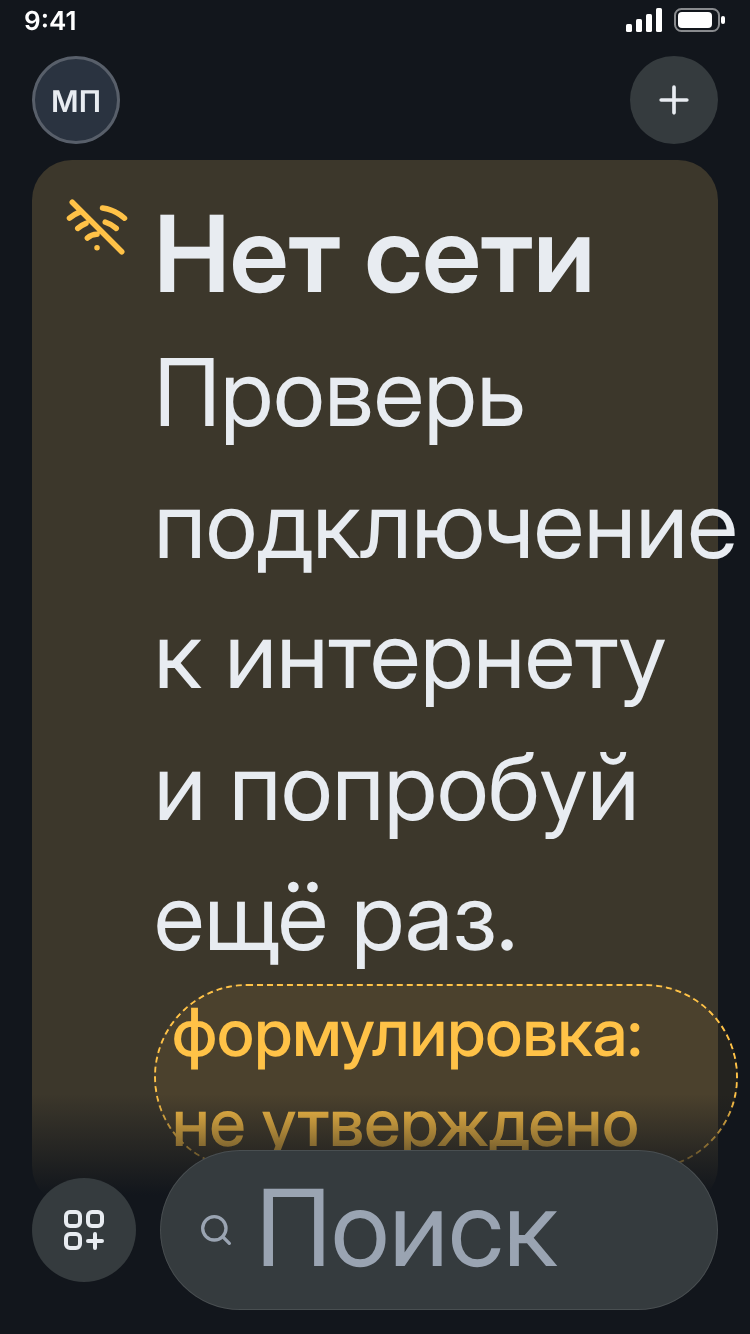 9:41
МП
Нет сети
Проверь
подключение
к интернету
и попробуй
ещё раз.
формулировка:
не утверждено
Поиск